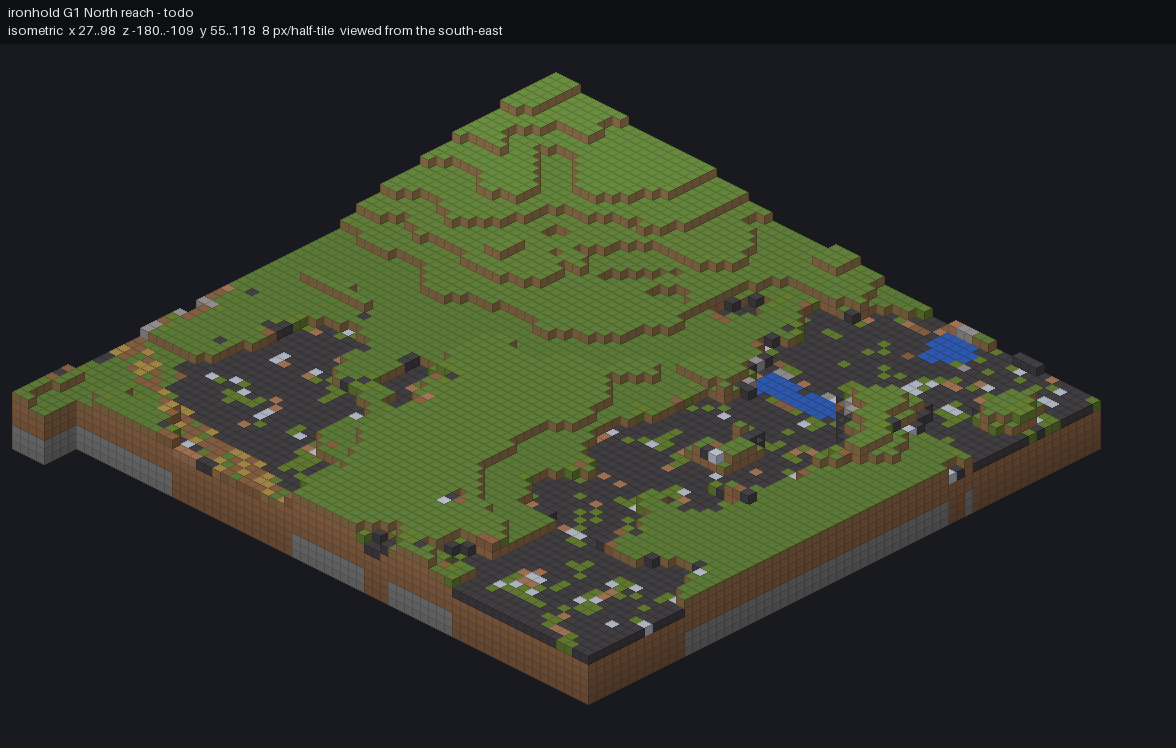 ironhold G1 North reach - todo
isometric  x 27..98  z -180..-109  y 55..118  8 px/half-tile  viewed from the south-east